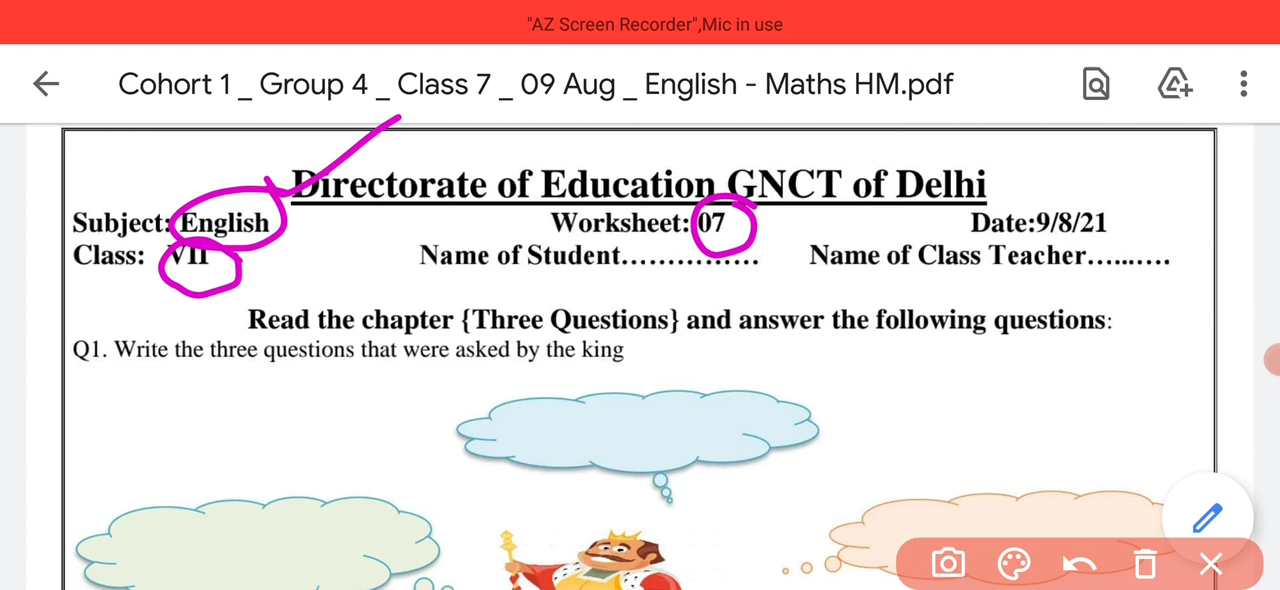 "AZ Screen Recorder",Mic in use
Cohort 1 _ Group 4 _ Class 7 _ 09 Aug _ English - Maths HM.pdf
Directorate of Education GNCT of Delhi
Subject: English Worksheet: 07 Date:9/8/21
Class: VII Name of Student............... Name of Class Teacher...........
Read the chapter {Three Questions} and answer the following questions:
Q1. Write the three questions that were asked by the king